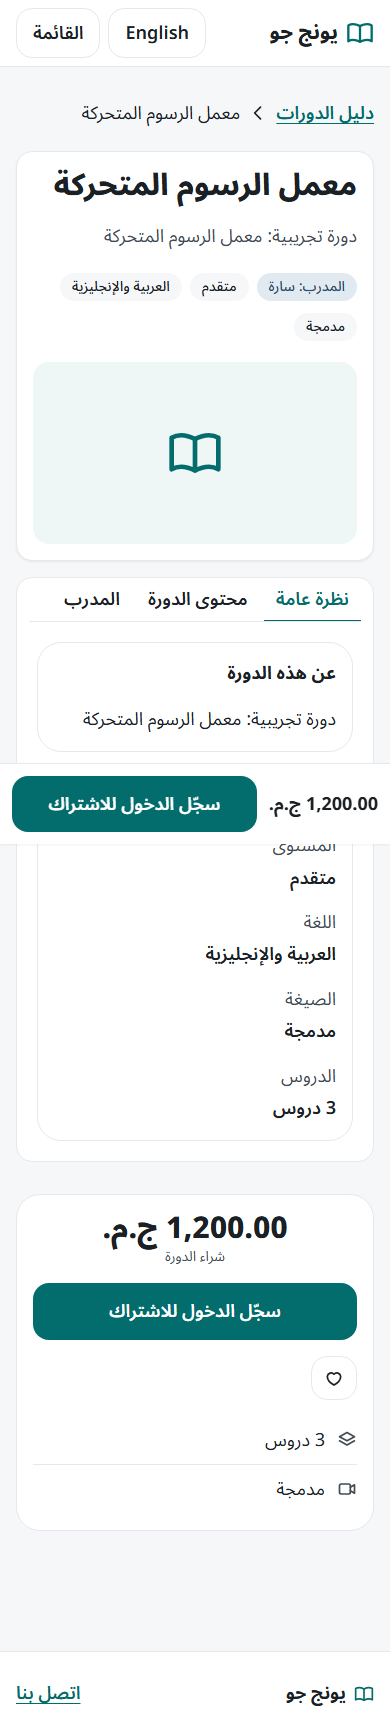 يونج جو
English
القائمة
دليل الدورات
معمل الرسوم المتحركة
معمل الرسوم المتحركة
دورة تجريبية: معمل الرسوم المتحركة
المدرب: سارة
متقدم
العربية والإنجليزية
مدمجة
نظرة عامة
محتوى الدورة
المدرب
عن هذه الدورة
دورة تجريبية: معمل الرسوم المتحركة
1,200.00 ج.م.
سجّل الدخول للاشتراك
المستوى
متقدم
اللغة
العربية والإنجليزية
الصيغة
مدمجة
الدروس
3 دروس
1,200.00 ج.م.
شراء الدورة
سجّل الدخول للاشتراك
3 دروس
مدمجة
يونج جو
اتصل بنا